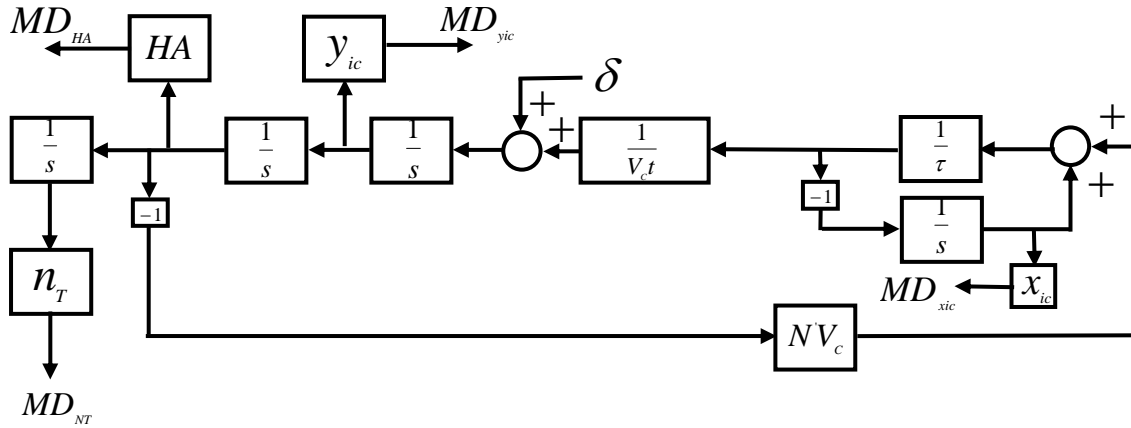 MD_HA
HA
y_ic
MD_yic
δ
+
+
1/s
1/s
1/s
1/(V_c t)
1/τ
+
+
-1
-1
1/s
n_T
MD_xic
x_ic
N'V_C
MD_NT